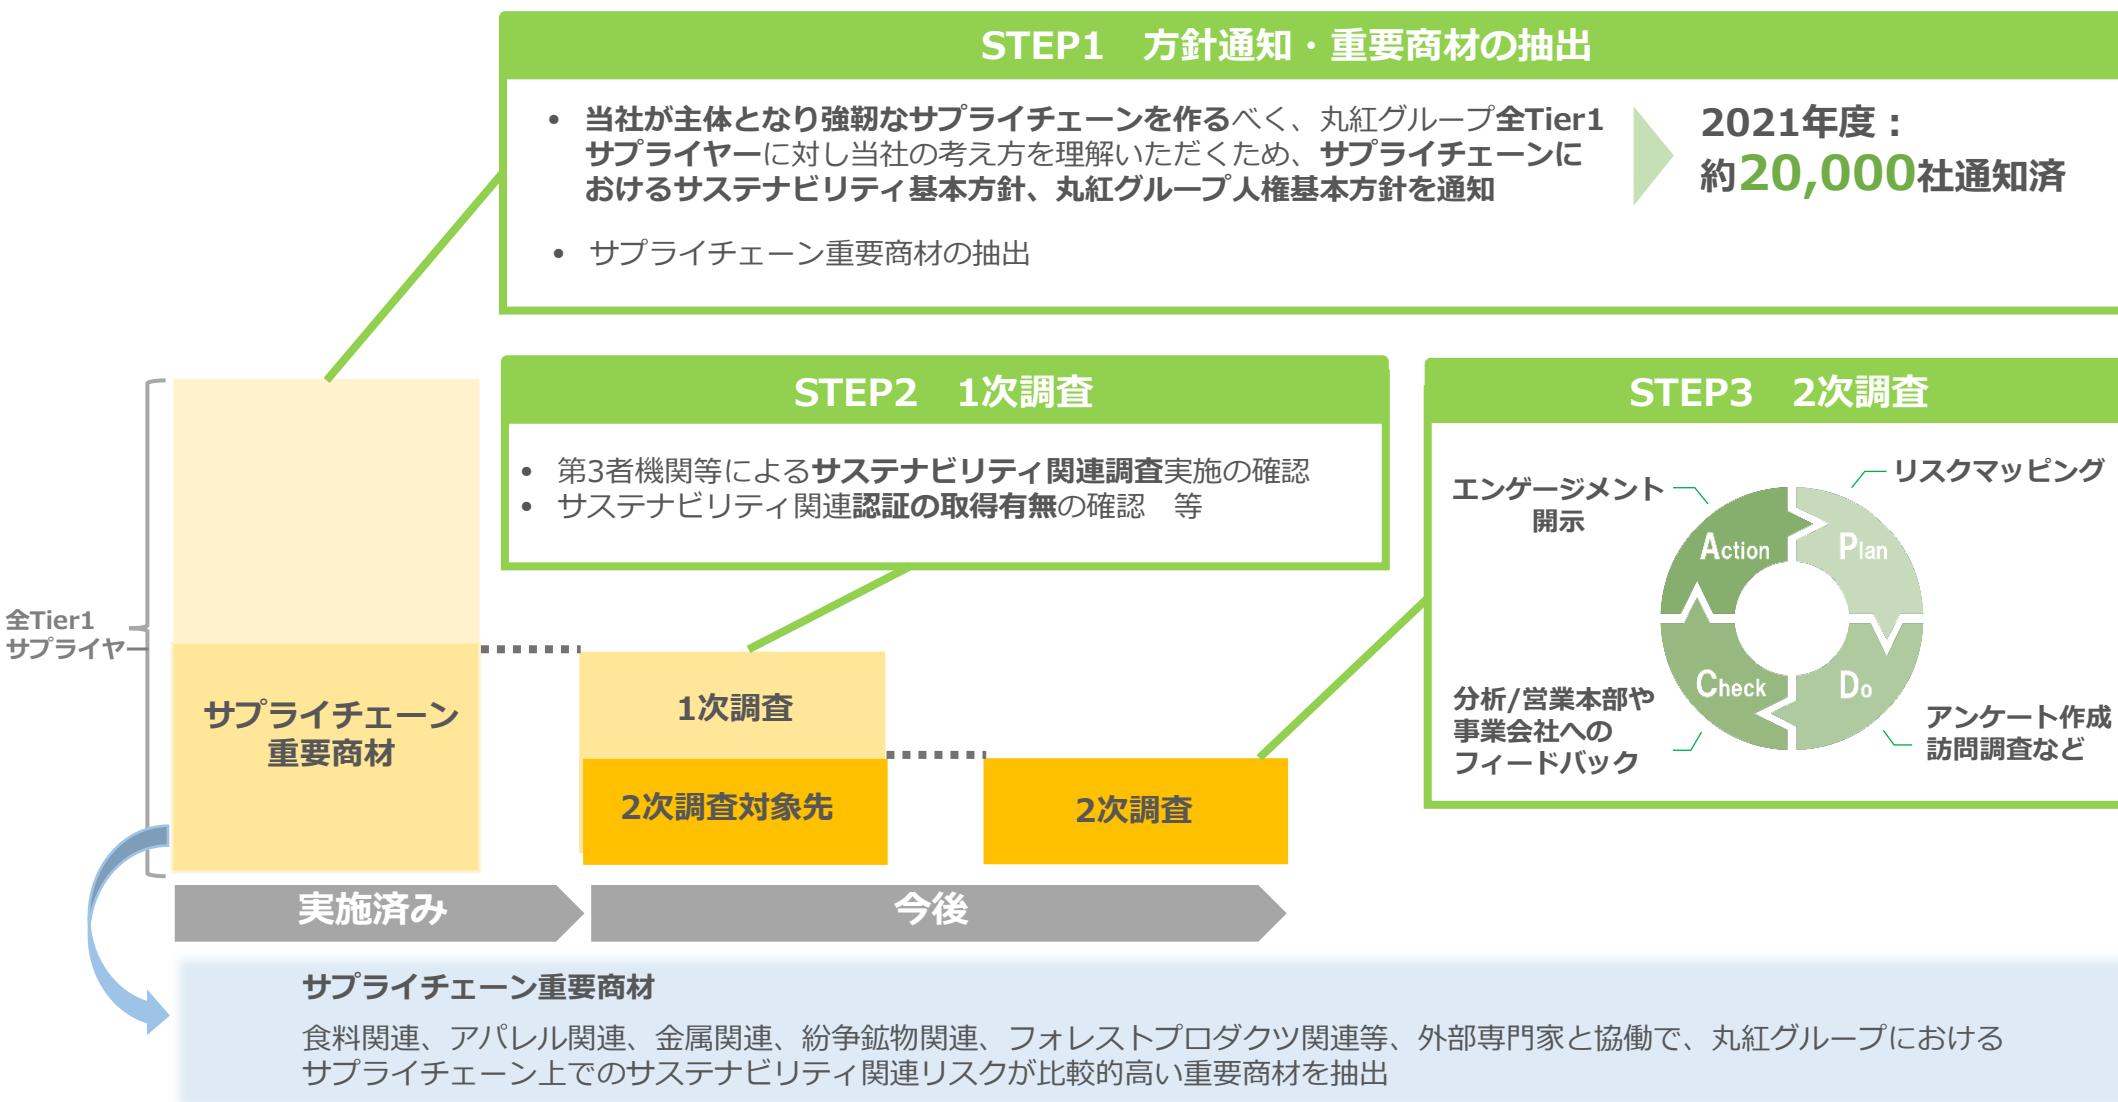 STEP1　方針通知・重要商材の抽出
• 当社が主体となり強靭なサプライチェーンを作るべく、丸紅グループ全Tier1
サプライヤーに対し当社の考え方を理解いただくため、サプライチェーンに
おけるサステナビリティ基本方針、丸紅グループ人権基本方針を通知
• サプライチェーン重要商材の抽出
2021年度：
約20,000社通知済
STEP2　1次調査
• 第3者機関等によるサステナビリティ関連調査実施の確認
• サステナビリティ関連認証の取得有無の確認　等
STEP3　2次調査
エンゲージメント
開示
リスクマッピング
Action
Plan
Check
Do
分析/営業本部や
事業会社への
フィードバック
アンケート作成
訪問調査など
全Tier1
サプライヤー
サプライチェーン
重要商材
1次調査
2次調査対象先
2次調査
実施済み
今後
サプライチェーン重要商材
食料関連、アパレル関連、金属関連、紛争鉱物関連、フォレストプロダクツ関連等、外部専門家と協働で、丸紅グループにおける
サプライチェーン上でのサステナビリティ関連リスクが比較的高い重要商材を抽出